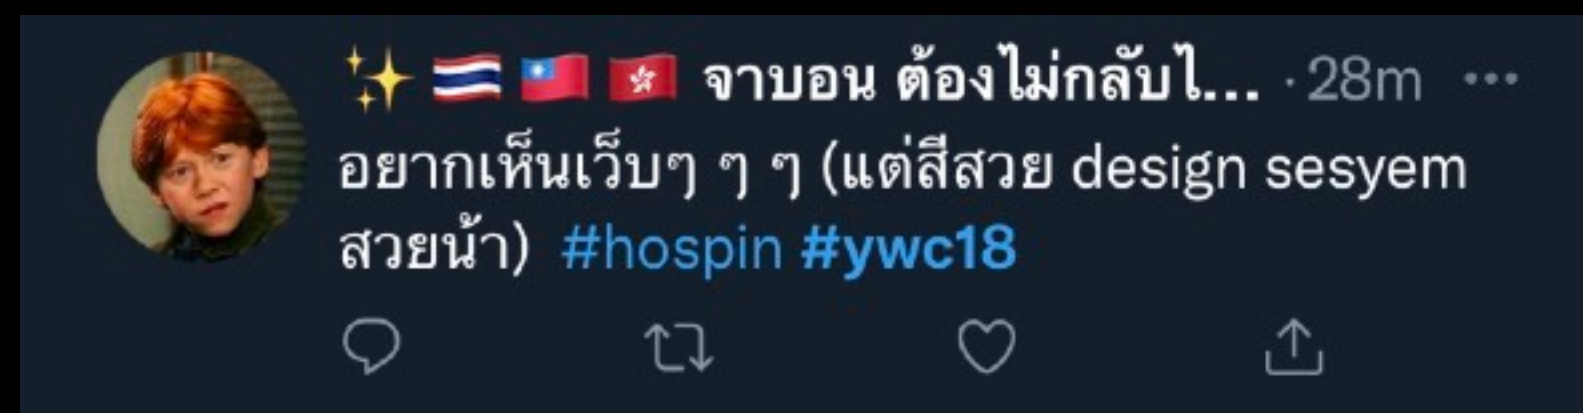 ✨ 🇹🇭 🇹🇼 🇭🇰 จาบอน ต้องไม่กลับไ... · 28m ...
อยากเห็นเว็บๆ ๆ ๆ (แต่สีสวย design sesyem
สวยน้า) #hospin #ywc18